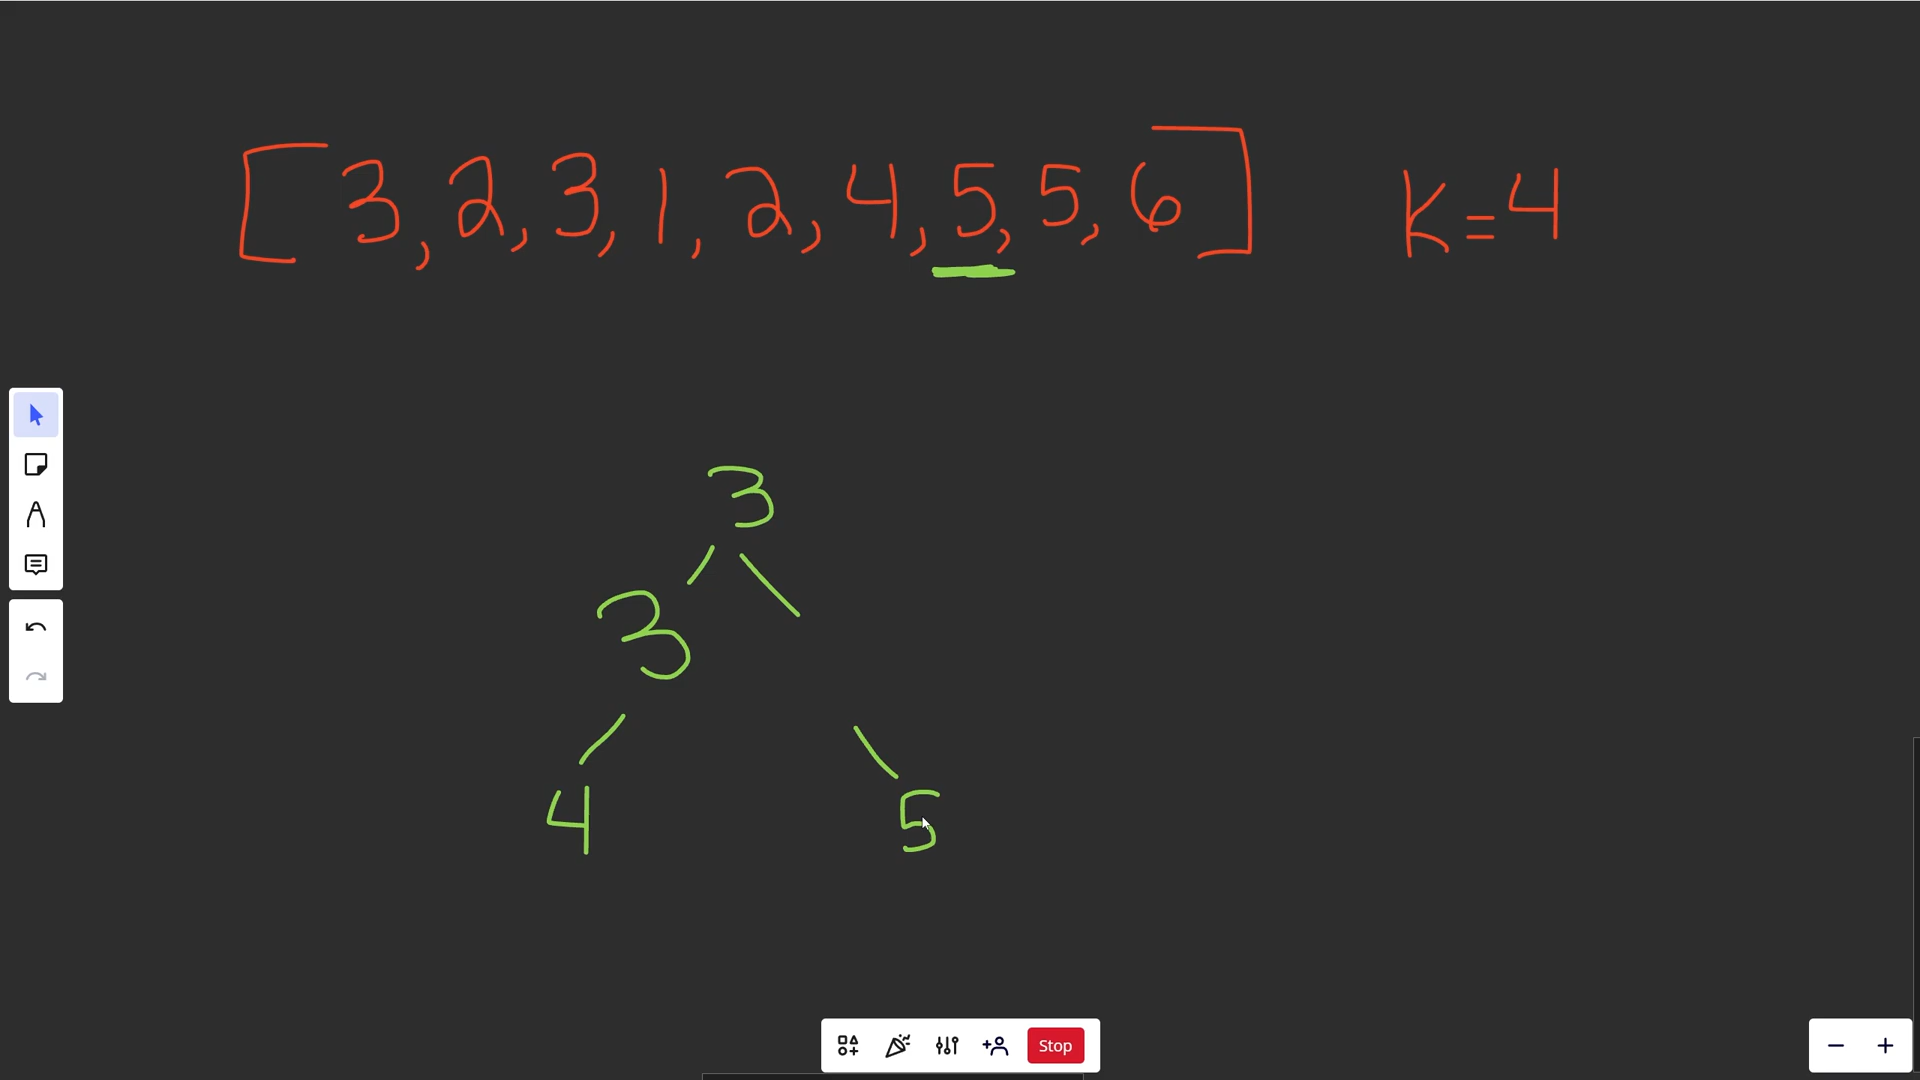 [3, 2, 3, 1, 2, 4, 5, 5, 6] K=4
3
3
4 5
Stop